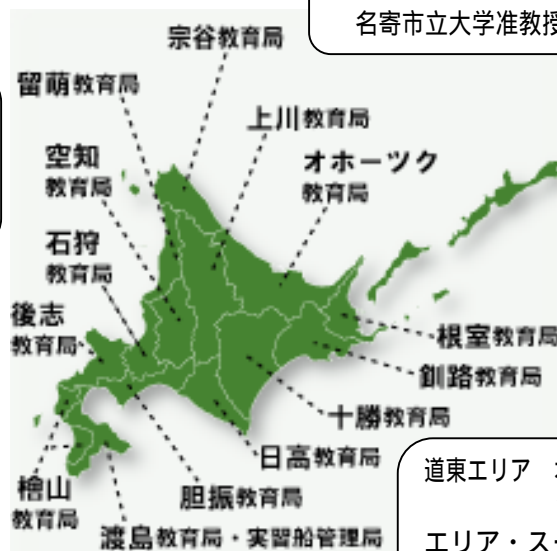 名寄市立大学准教授
宗谷教育局
留萌教育局
上川教育局
空知
教育局
オホーツク
教育局
石狩
教育局
後志
教育局
根室教育局
釧路教育局
十勝教育局
日高教育局
檜山
教育局
胆振教育局
渡島教育局・実習船管理局
道東エリア
エリア・ス